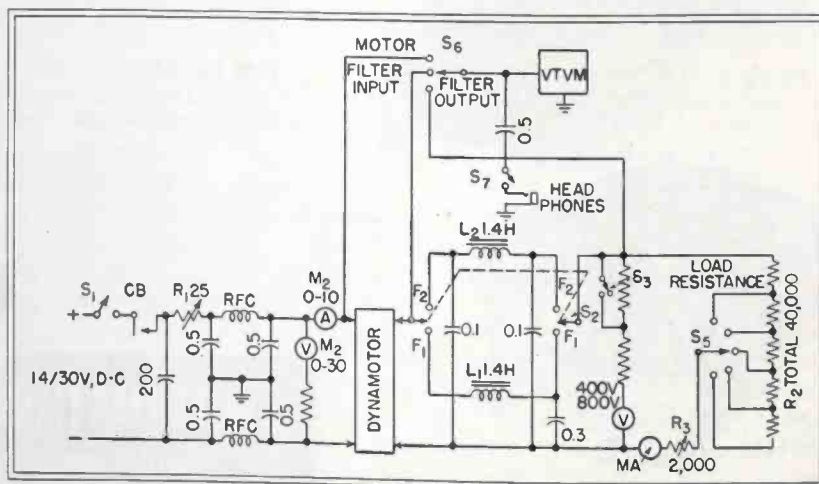 MOTOR S6
FILTER INPUT
FILTER OUTPUT
VTVM
0.5
S7
HEAD PHONES
L2 1.4H
F2
F2
S3
S2
F1
F1
0.1
0.1
L1 1.4H
0.3
400V
800V
V
LOAD RESISTANCE
S5
R2 TOTAL 40,000
MA
R3
2,000
S1
CB
R1 25
RFC
M2
0-10
A
M2
0-30
V
0.5
0.5
14/30V, D-C
200
0.5
0.5
RFC
DYNAMOTOR